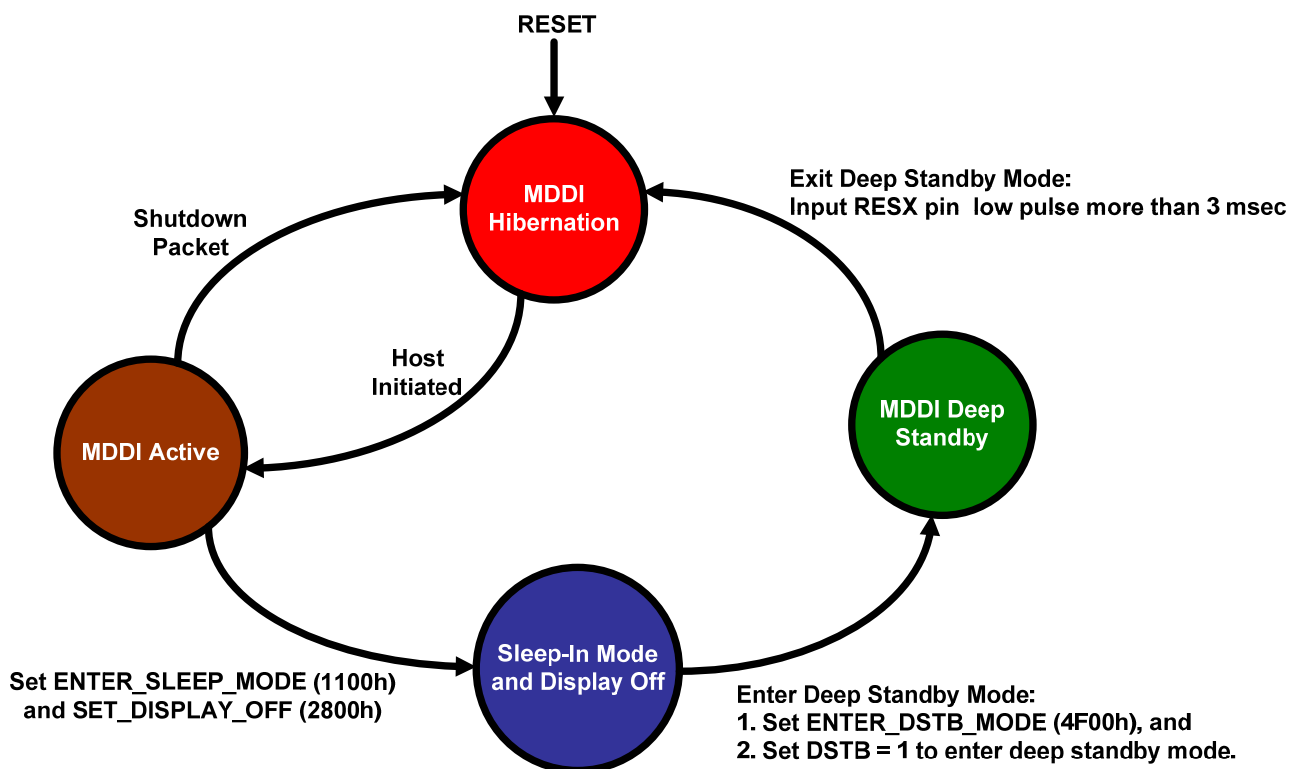 RESET
MDDI
Hibernation
Exit Deep Standby Mode:
Input RESX pin low pulse more than 3 msec
Shutdown
Packet
Host
Initiated
MDDI Active
MDDI Deep
Standby
Sleep-In Mode
and Display Off
Set ENTER_SLEEP_MODE (1100h)
and SET_DISPLAY_OFF (2800h)
Enter Deep Standby Mode:
1. Set ENTER_DSTB_MODE (4F00h), and
2. Set DSTB = 1 to enter deep standby mode.